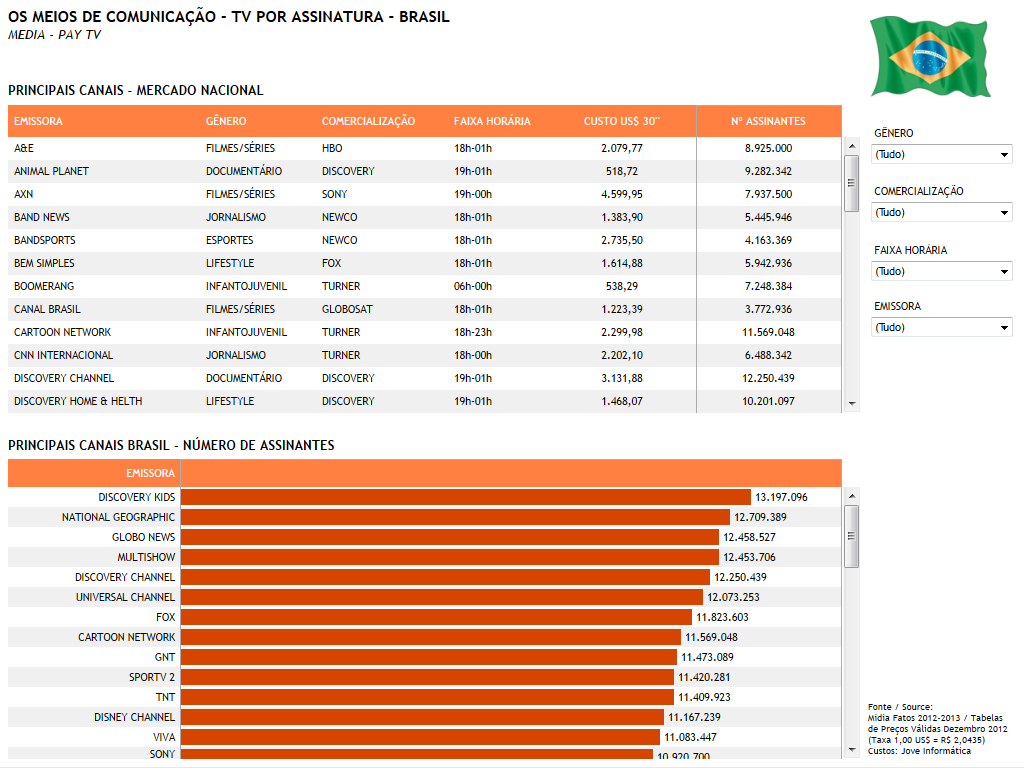 OS MEIOS DE COMUNICAÇÃO - TV POR ASSINATURA - BRASIL
MEDIA - PAY TV
PRINCIPAIS CANAIS - MERCADO NACIONAL
EMISSORA GÊNERO COMERCIALIZAÇÃO FAIXA HORÁRIA CUSTO US$ 30" Nº ASSINANTES
A&E FILMES/SÉRIES HBO 18h-01h 2.079,77 8.925.000
ANIMAL PLANET DOCUMENTÁRIO DISCOVERY 19h-01h 518,72 9.282.342
AXN FILMES/SÉRIES SONY 19h-00h 4.599,95 7.937.500
BAND NEWS JORNALISMO NEWCO 18h-01h 1.383,90 5.445.946
BANDSPORTS ESPORTES NEWCO 18h-01h 2.735,50 4.163.369
BEM SIMPLES LIFESTYLE FOX 18h-01h 1.614,88 5.942.936
BOOMERANG INFANTOJUVENIL TURNER 06h-00h 538,29 7.248.384
CANAL BRASIL FILMES/SÉRIES GLOBOSAT 18h-01h 1.223,39 3.772.936
CARTOON NETWORK INFANTOJUVENIL TURNER 18h-23h 2.299,98 11.569.048
CNN INTERNACIONAL JORNALISMO TURNER 18h-00h 2.202,10 6.488.342
DISCOVERY CHANNEL DOCUMENTÁRIO DISCOVERY 19h-01h 3.131,88 12.250.439
DISCOVERY HOME & HELTH LIFESTYLE DISCOVERY 19h-01h 1.468,07 10.201.097
GÊNERO
(Tudo)
COMERCIALIZAÇÃO
(Tudo)
FAIXA HORÁRIA
(Tudo)
EMISSORA
(Tudo)
PRINCIPAIS CANAIS BRASIL - NÚMERO DE ASSINANTES
EMISSORA
DISCOVERY KIDS 13.197.096
NATIONAL GEOGRAPHIC 12.709.389
GLOBO NEWS 12.458.527
MULTISHOW 12.453.706
DISCOVERY CHANNEL 12.250.439
UNIVERSAL CHANNEL 12.073.253
FOX 11.823.603
CARTOON NETWORK 11.569.048
GNT 11.473.089
SPORTV 2 11.420.281
TNT 11.409.923
DISNEY CHANNEL 11.167.239
VIVA 11.083.447
SONY 10.920.700
Fonte / Source:
Midia Fatos 2012-2013 / Tabelas
de Preços Válidas Dezembro 2012
(Taxa 1,00 US$ = R$ 2,0435)
Custos: Jove Informática